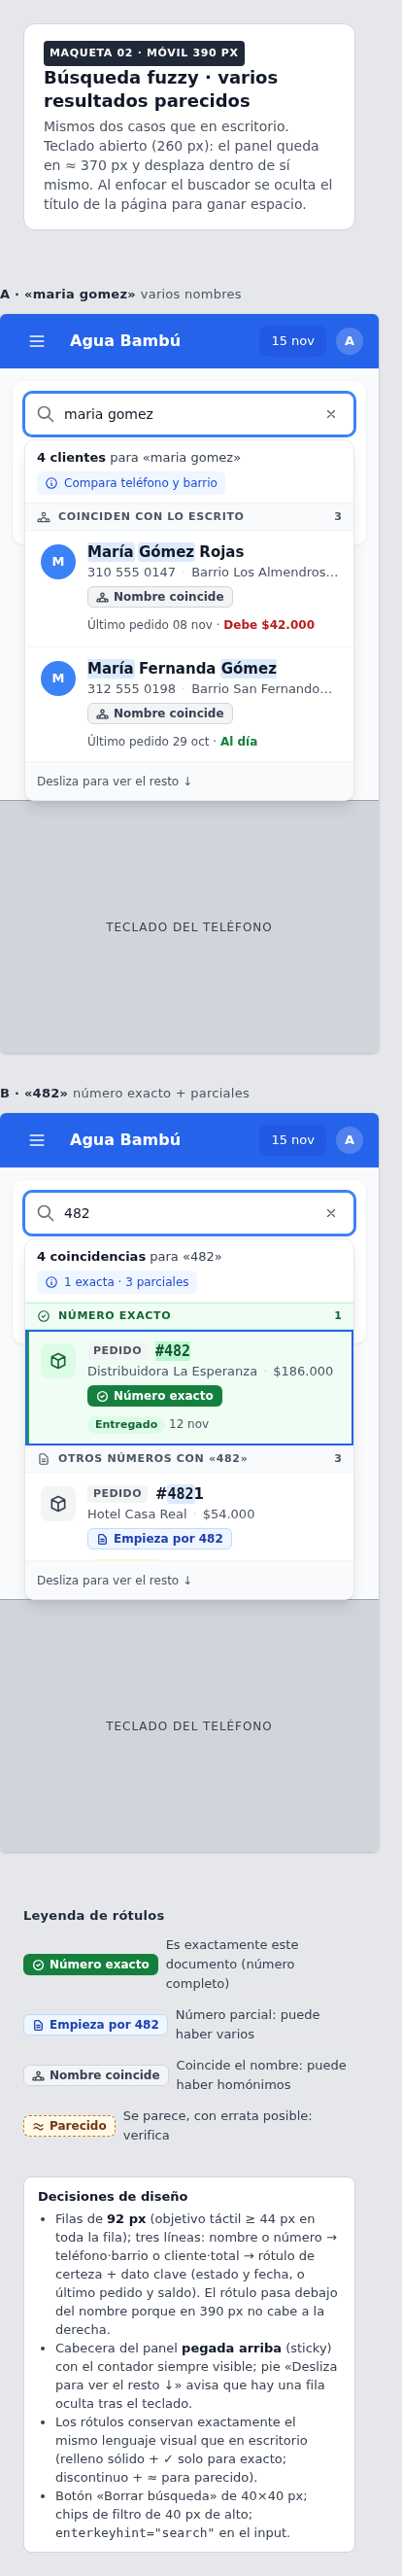 MAQUETA 02 · MÓVIL 390 PX
Búsqueda fuzzy · varios
resultados parecidos
Mismos dos casos que en escritorio.
Teclado abierto (260 px): el panel queda
en ≈ 370 px y desplaza dentro de sí
mismo. Al enfocar el buscador se oculta el
título de la página para ganar espacio.
A · «maria gomez» varios nombres
Agua Bambú 15 nov A
maria gomez
4 clientes para «maria gomez»
Compara teléfono y barrio
COINCIDEN CON LO ESCRITO 3
M María Gómez Rojas
310 555 0147 · Barrio Los Almendros…
Nombre coincide
Último pedido 08 nov · Debe $42.000
M María Fernanda Gómez
312 555 0198 · Barrio San Fernando…
Nombre coincide
Último pedido 29 oct · Al día
Desliza para ver el resto ↓
TECLADO DEL TELÉFONO
B · «482» número exacto + parciales
Agua Bambú 15 nov A
482
4 coincidencias para «482»
1 exacta · 3 parciales
NÚMERO EXACTO 1
PEDIDO #482
Distribuidora La Esperanza · $186.000
Número exacto
Entregado 12 nov
OTROS NÚMEROS CON «482» 3
PEDIDO #4821
Hotel Casa Real · $54.000
Empieza por 482
Desliza para ver el resto ↓
TECLADO DEL TELÉFONO
Leyenda de rótulos
Número exacto Es exactamente este
documento (número
completo)
Empieza por 482 Número parcial: puede
haber varios
Nombre coincide Coincide el nombre: puede
haber homónimos
Parecido Se parece, con errata posible:
verifica
Decisiones de diseño
• Filas de 92 px (objetivo táctil ≥ 44 px en
toda la fila); tres líneas: nombre o número →
teléfono·barrio o cliente·total → rótulo de
certeza + dato clave (estado y fecha, o
último pedido y saldo). El rótulo pasa debajo
del nombre porque en 390 px no cabe a la
derecha.
• Cabecera del panel pegada arriba (sticky)
con el contador siempre visible; pie «Desliza
para ver el resto ↓» avisa que hay una fila
oculta tras el teclado.
• Los rótulos conservan exactamente el
mismo lenguaje visual que en escritorio
(relleno sólido + ✓ solo para exacto;
discontinuo + ≈ para parecido).
• Botón «Borrar búsqueda» de 40×40 px;
chips de filtro de 40 px de alto;
enterkeyhint="search" en el input.